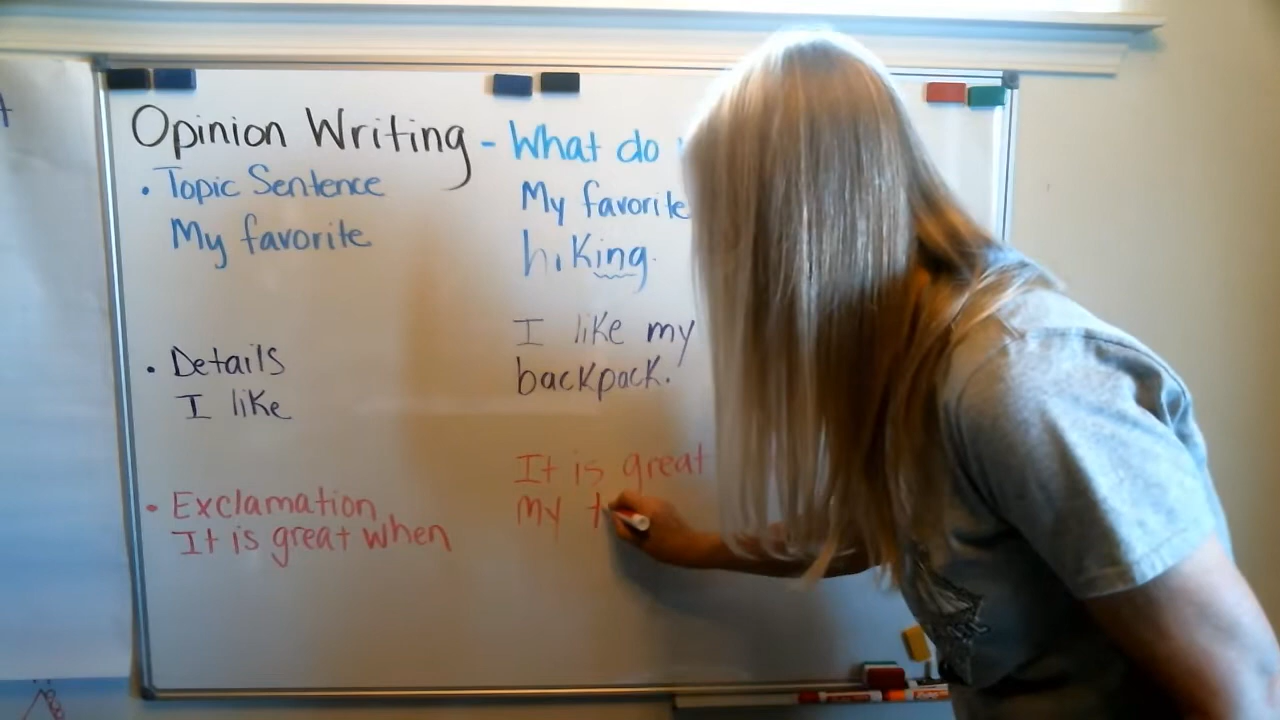 Opinion Writing - What do
• Topic Sentence
My favorite
• Details
I like
• Exclamation
It is great when
My favorite
hiking.
I like my
backpack.
It is great
my t